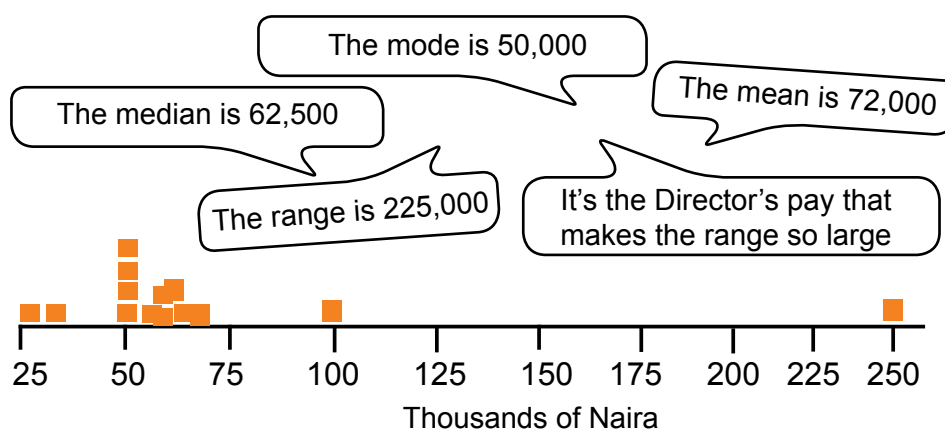 The mode is 50,000
The mean is 72,000
The median is 62,500
The range is 225,000
It's the Director's pay that
makes the range so large
25 50 75 100 125 150 175 200 225 250
Thousands of Naira